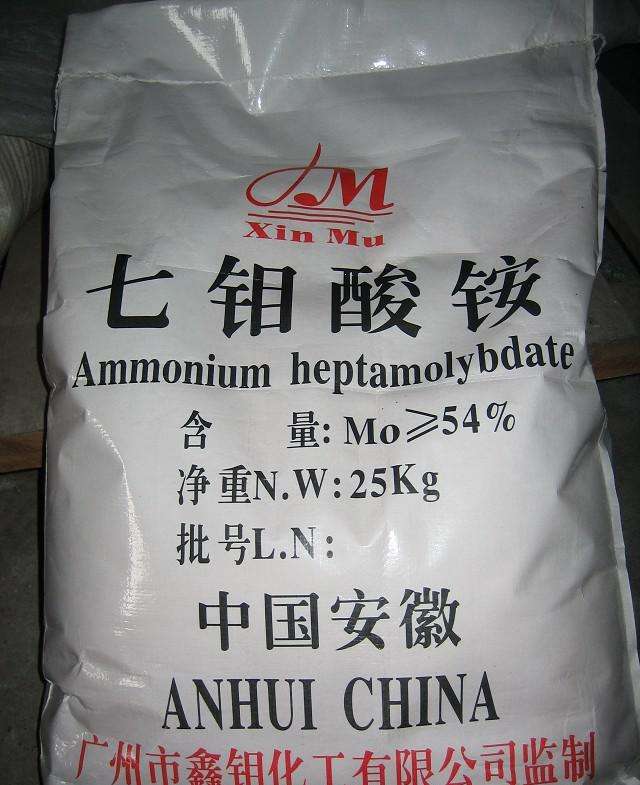 JM
Xin Mu
七钼酸铵
Ammonium heptamolybdate
含 量: Mo≥54%
净重N.W:25Kg
批号L.N:
中国安徽
ANHUI CHINA
广州市鑫钼化工有限公司监制